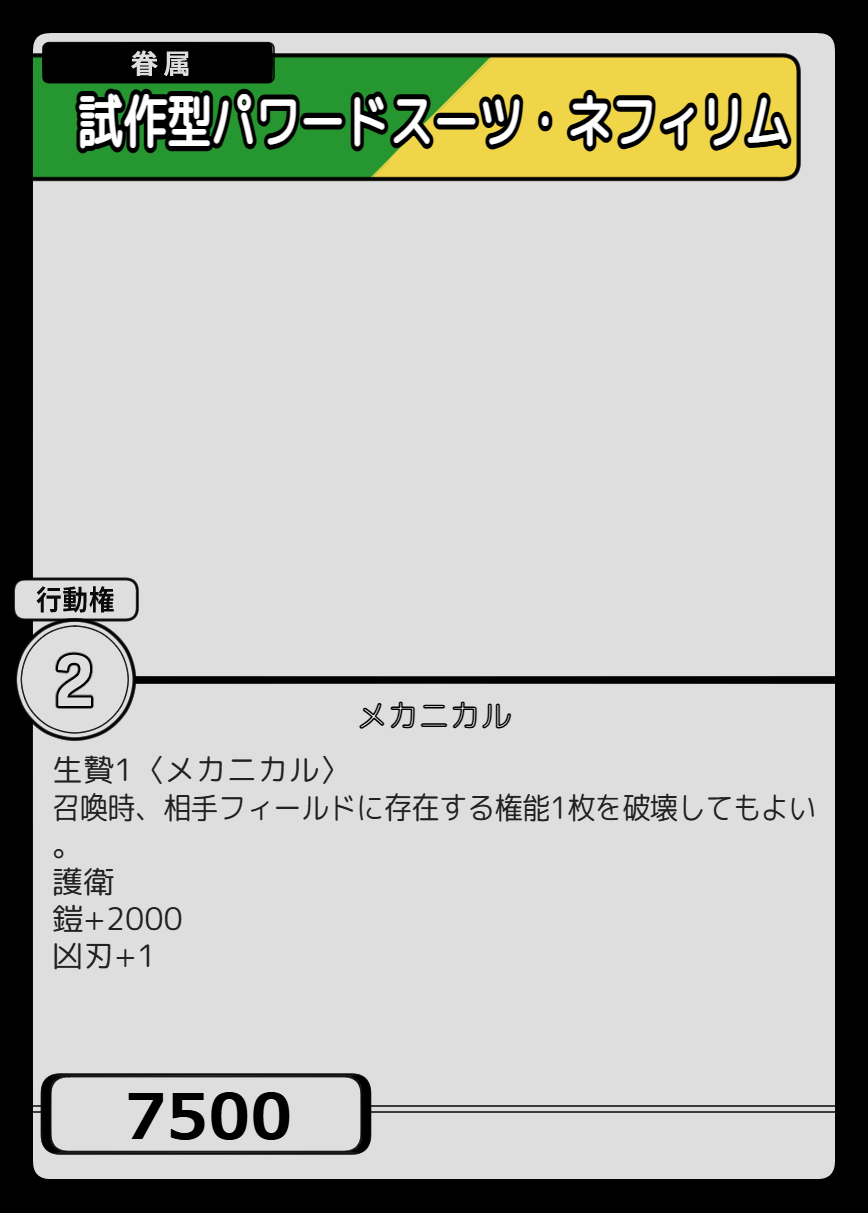 眷属
試作型パワードスーツ・ネフィリム
行動権
2
メカニカル
生贄1〈メカニカル〉
召喚時、相手フィールドに存在する権能1枚を破壊してもよい
。
護衛
鎧+2000
凶刃+1
7500